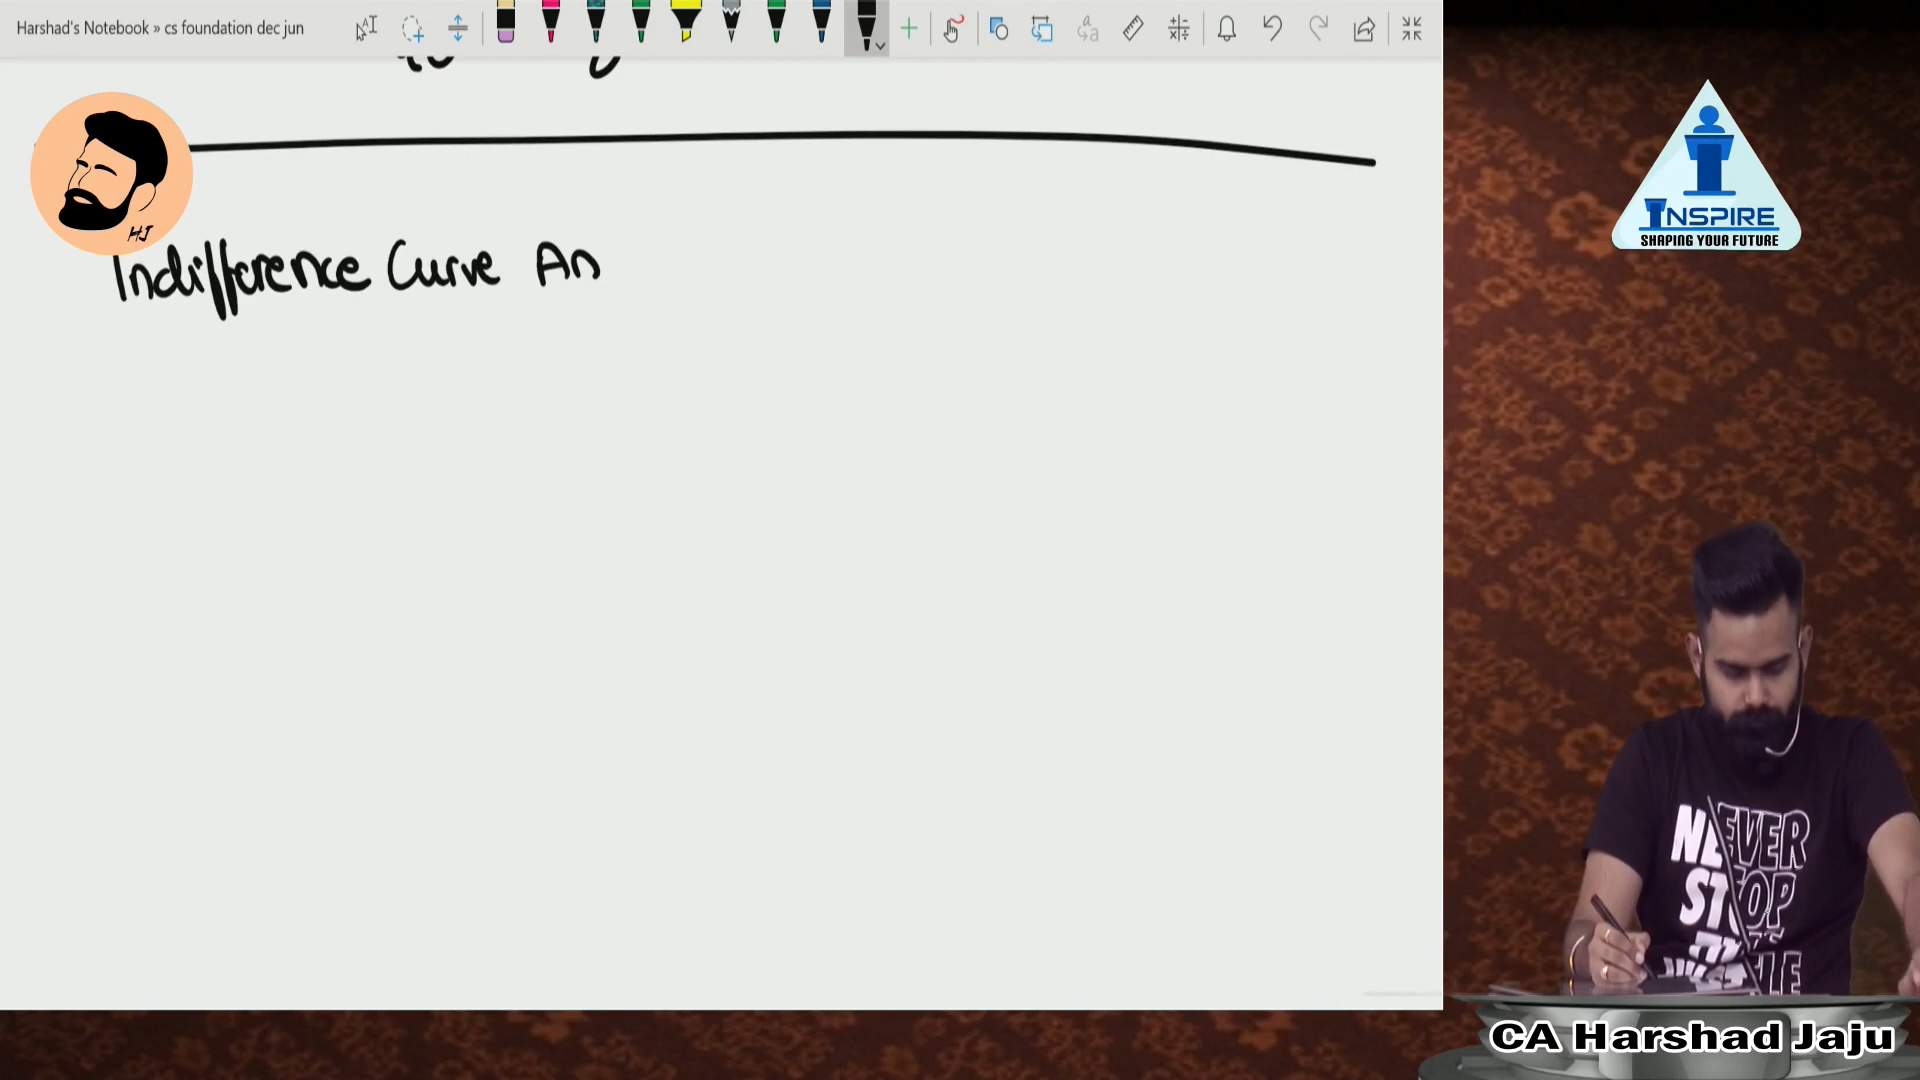 Harshad's Notebook » cs foundation dec jun
HJ
Indifference Curve An
INSPIRE
SHAPING YOUR FUTURE
NEVER
STOP
CA Harshad Jaju